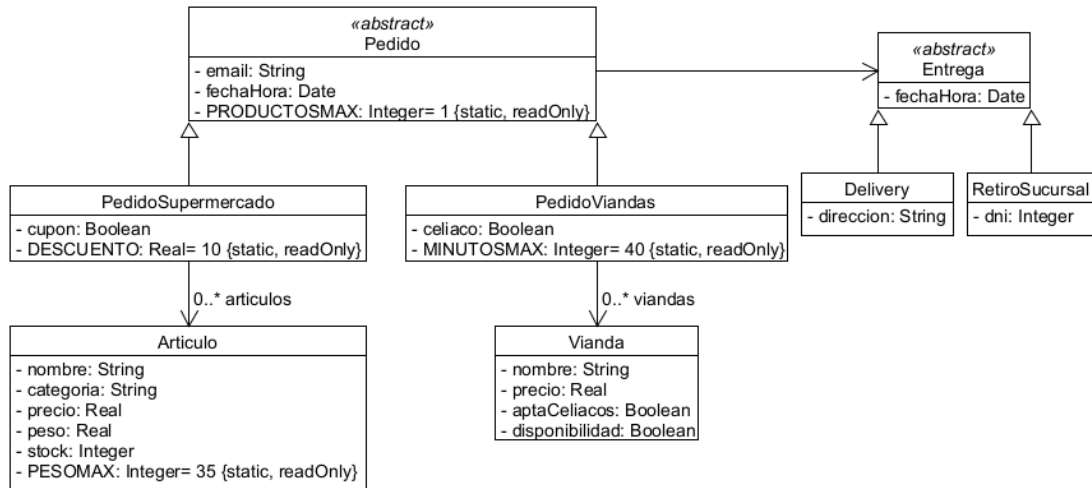 «abstract»
Pedido
- email: String
- fechaHora: Date
- PRODUCTOSMAX: Integer= 1 {static, readOnly}
«abstract»
Entrega
- fechaHora: Date
PedidoSupermercado
- cupon: Boolean
- DESCUENTO: Real= 10 {static, readOnly}
PedidoViandas
- celiaco: Boolean
- MINUTOSMAX: Integer= 40 {static, readOnly}
Delivery
- direccion: String
RetiroSucursal
- dni: Integer
0..* articulos
0..* viandas
Articulo
- nombre: String
- categoria: String
- precio: Real
- peso: Real
- stock: Integer
- PESOMAX: Integer= 35 {static, readOnly}
Vianda
- nombre: String
- precio: Real
- aptaCeliacos: Boolean
- disponibilidad: Boolean